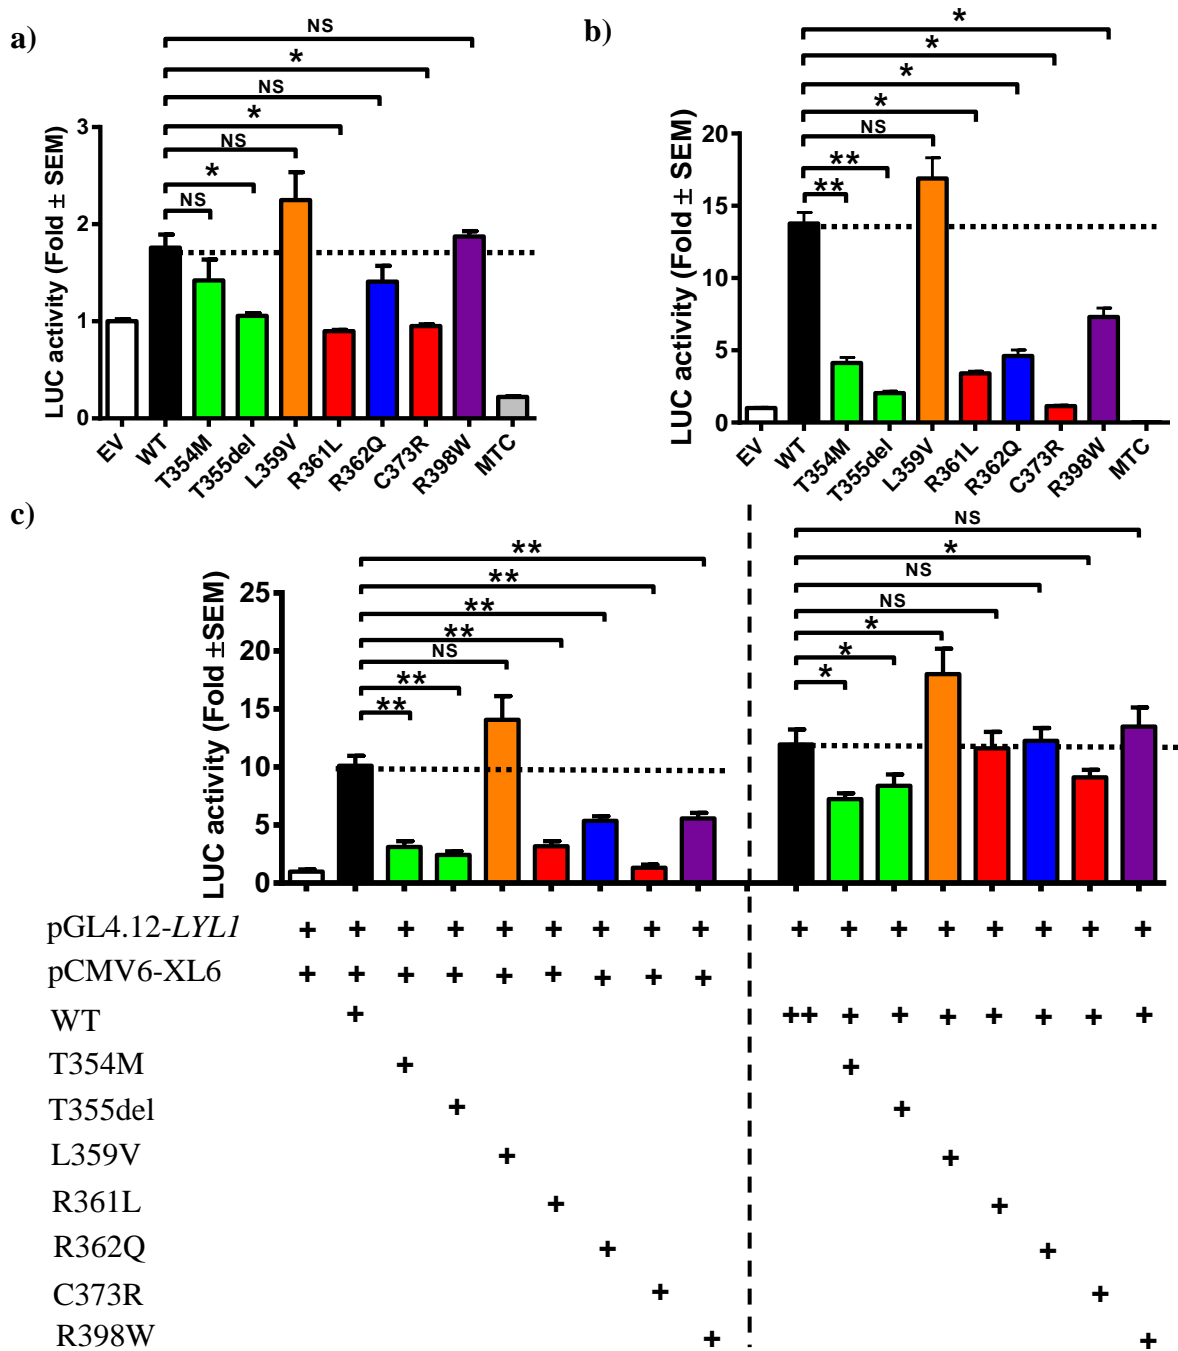 a)
NS
*
NS
*
NS
*
NS
LUC activity (Fold ± SEM)
3
2
1
0
EV WT T354M T355del L359V R361L R362Q C373R R398W MTC
b)
*
*
*
*
NS
**
**
LUC activity (Fold ± SEM)
20
15
10
5
0
EV WT T354M T355del L359V R361L R362Q C373R R398W MTC
c)
**
**
**
**
NS
**
**
NS
*
NS
NS
*
*
*
LUC activity (Fold ±SEM)
25
20
15
10
5
0
pGL4.12-LYL1 + + + + + + + + + + + + + + + + +
pCMV6-XL6 + + + + + + + + +
WT + ++ + + + + + + +
T354M + +
T355del + +
L359V + +
R361L + +
R362Q + +
C373R + +
R398W + +